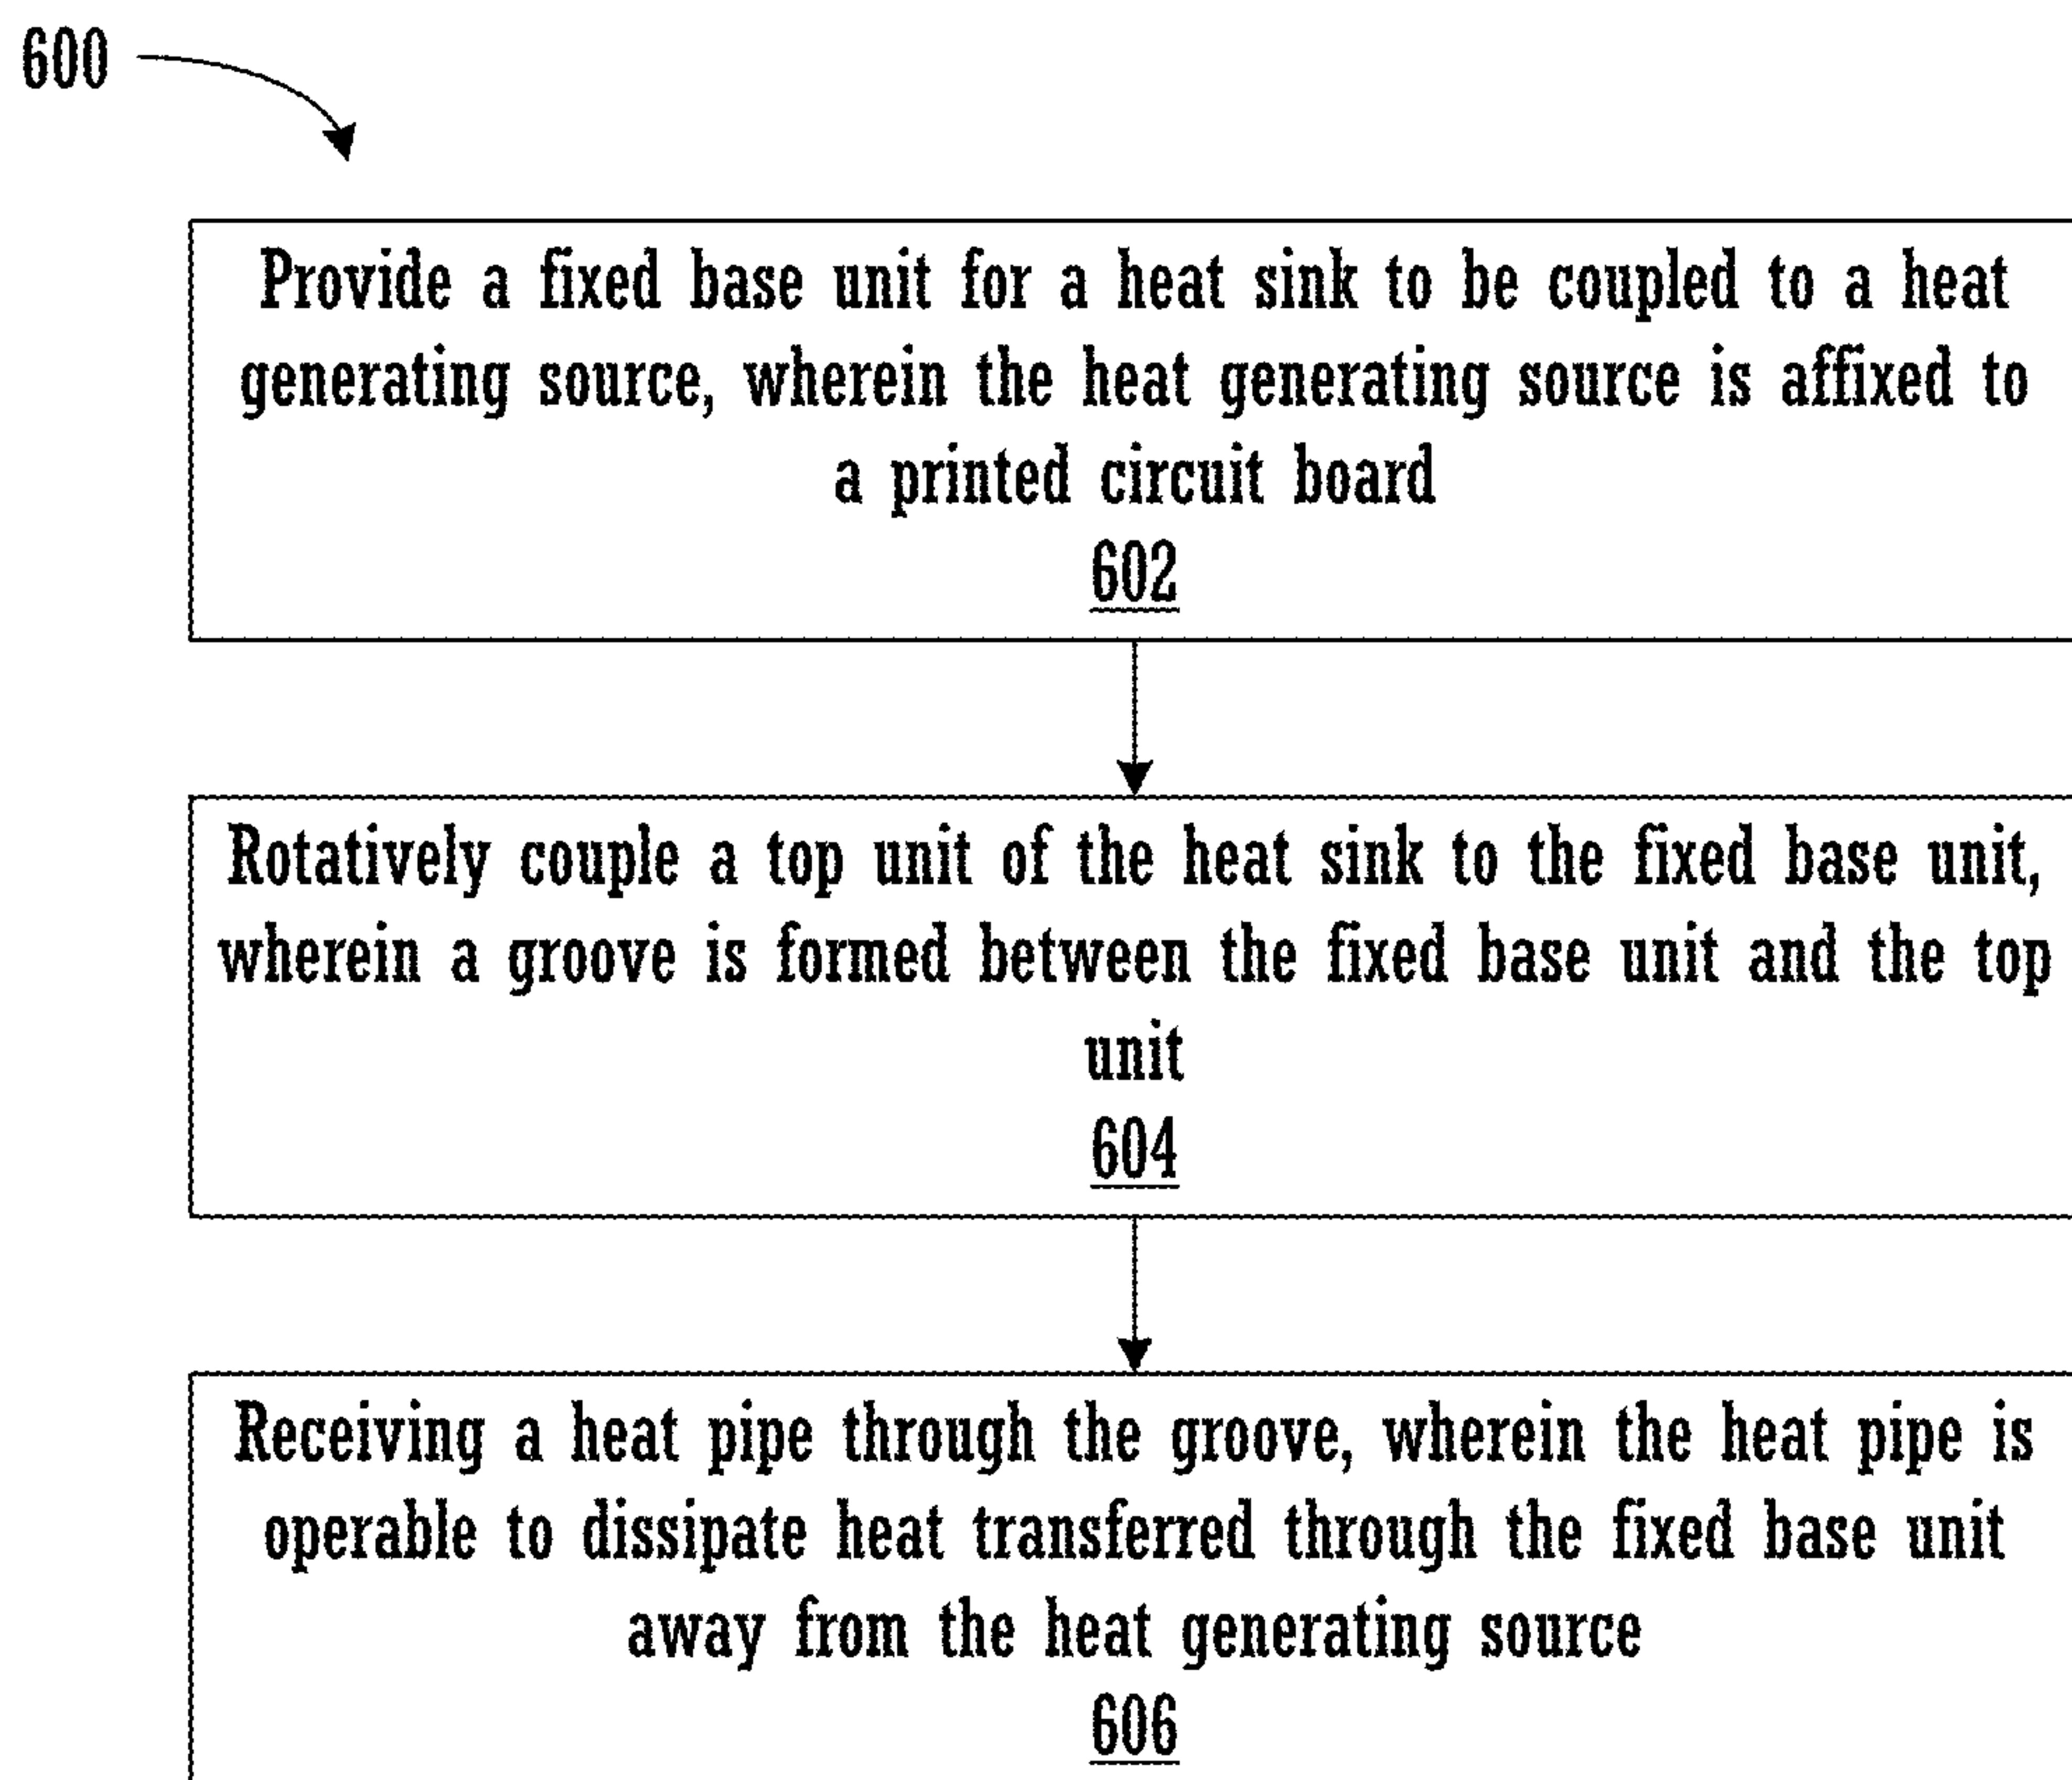 600
Provide a fixed base unit for a heat sink to be coupled to a heat
generating source, wherein the heat generating source is affixed to
a printed circuit board
602
Rotatively couple a top unit of the heat sink to the fixed base unit,
wherein a groove is formed between the fixed base unit and the top
unit
604
Receiving a heat pipe through the groove, wherein the heat pipe is
operable to dissipate heat transferred through the fixed base unit
away from the heat generating source
606